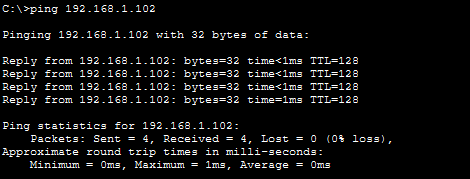 C:\>ping 192.168.1.102
Pinging 192.168.1.102 with 32 bytes of data:
Reply from 192.168.1.102: bytes=32 time<1ms TTL=128
Reply from 192.168.1.102: bytes=32 time<1ms TTL=128
Reply from 192.168.1.102: bytes=32 time<1ms TTL=128
Reply from 192.168.1.102: bytes=32 time=1ms TTL=128
Ping statistics for 192.168.1.102:
Packets: Sent = 4, Received = 4, Lost = 0 (0% loss),
Approximate round trip times in milli-seconds:
Minimum = 0ms, Maximum = 1ms, Average = 0ms